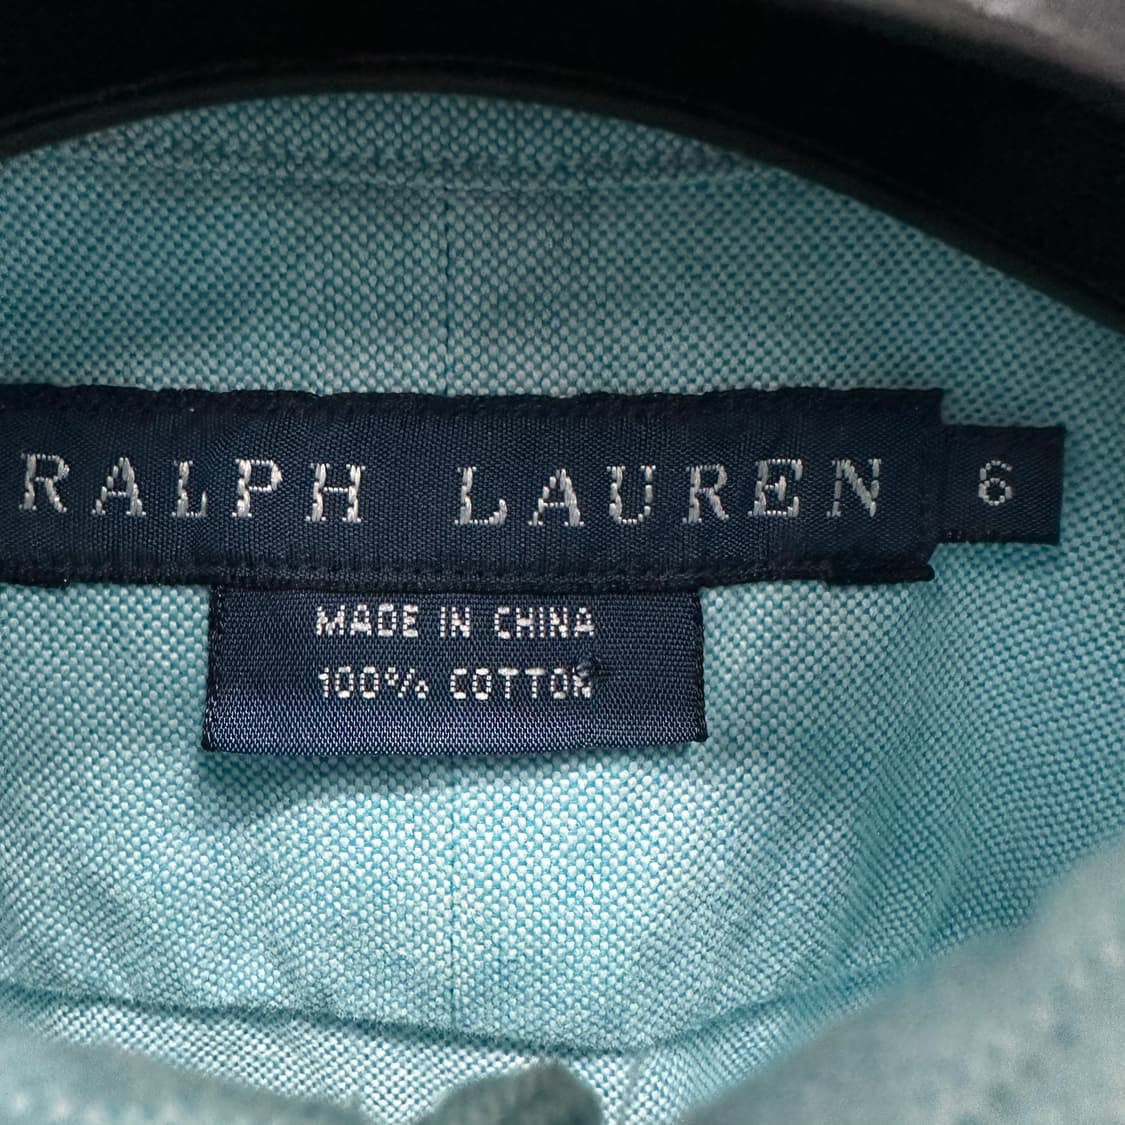 RALPH LAUREN 6
MADE IN CHINA
100% COTTON